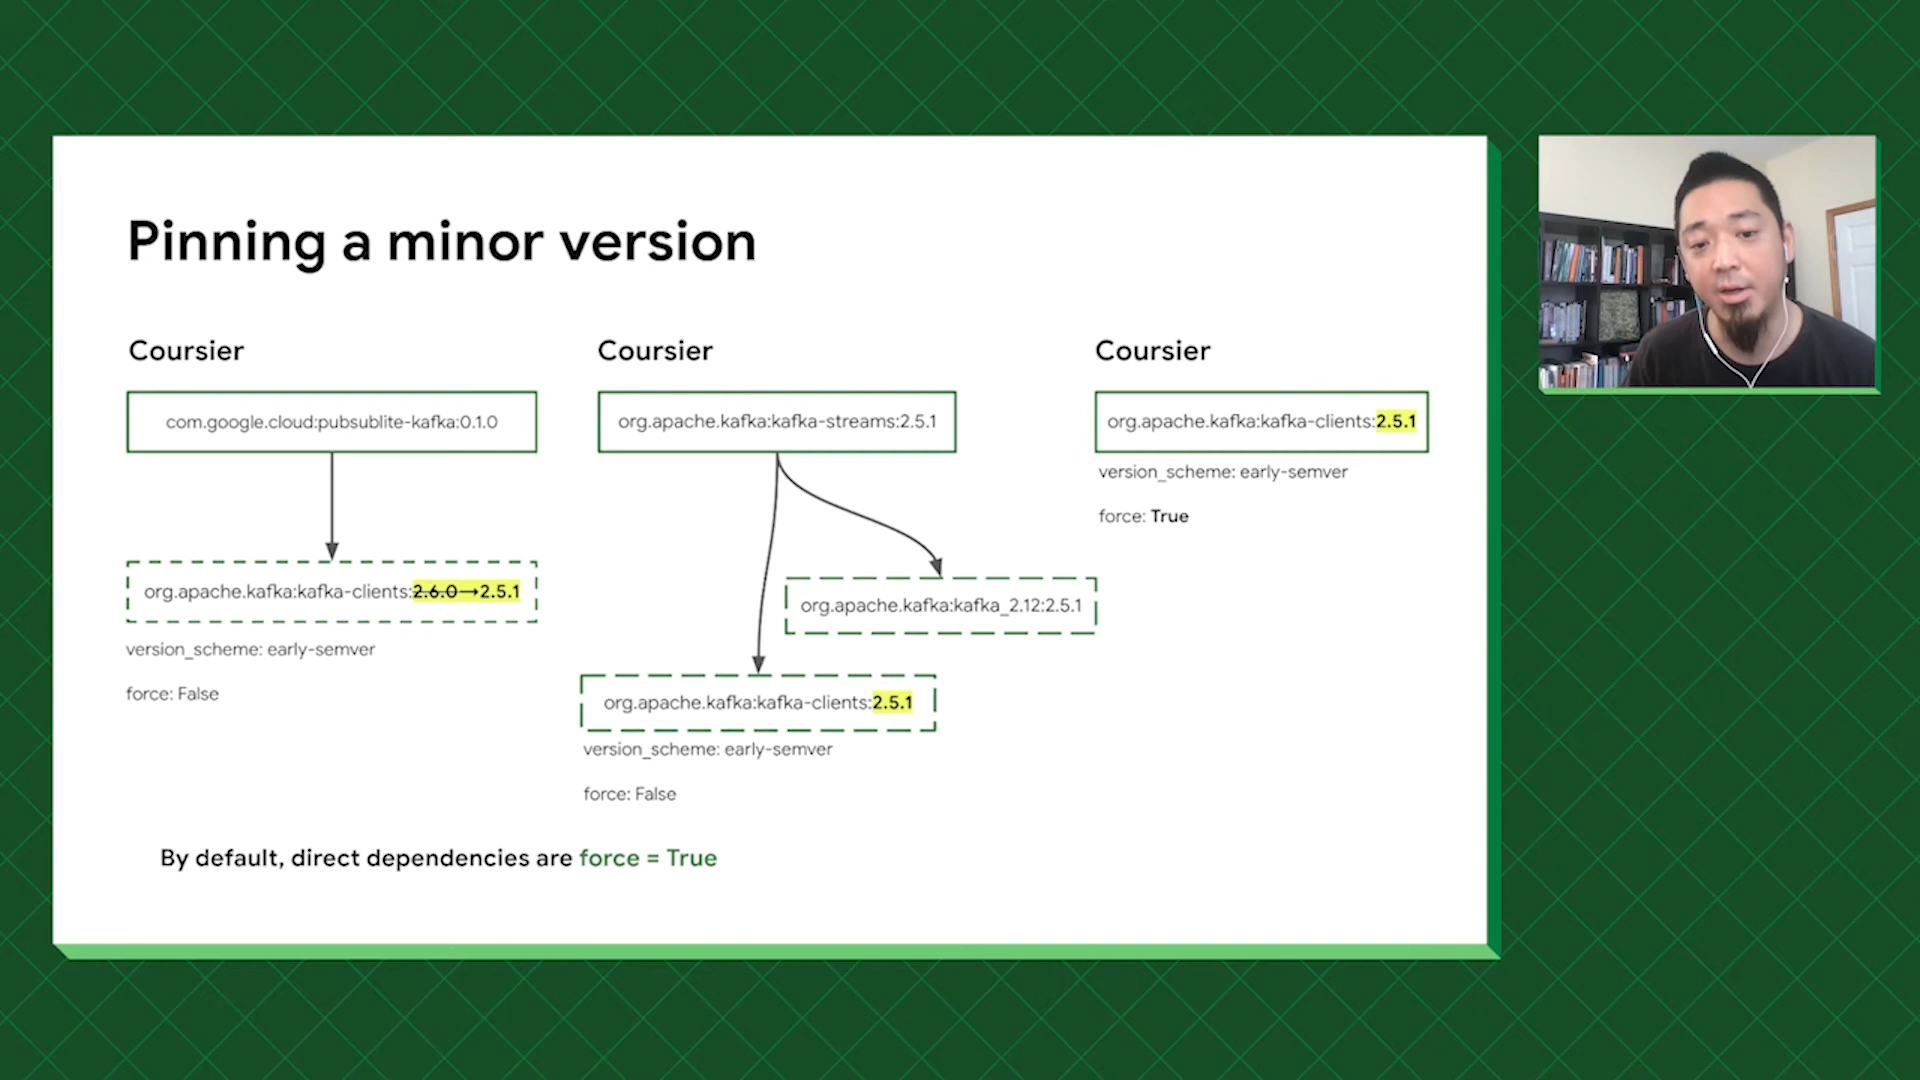 Pinning a minor version
Coursier
com.google.cloud:pubsublite-kafka:0.1.0
org.apache.kafka:kafka-clients:2.6.0→2.5.1
version_scheme: early-semver
force: False
Coursier
org.apache.kafka:kafka-streams:2.5.1
org.apache.kafka:kafka_2.12:2.5.1
org.apache.kafka:kafka-clients:2.5.1
version_scheme: early-semver
force: False
Coursier
org.apache.kafka:kafka-clients:2.5.1
version_scheme: early-semver
force: True
By default, direct dependencies are force = True